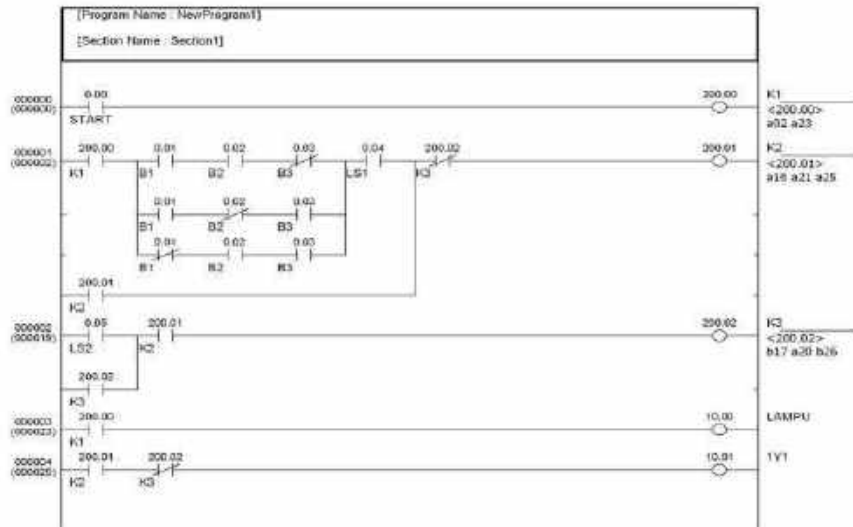 [Program Name : NewProgram1]
[Section Name : Section1]
000000
(000000)
0.00
START
200.00
K1
<200.00>
a02 a23
000001
(000002)
200.00
K1
0.01
B1
0.02
B2
0.03
B3
0.04
LS1
200.02
K3
200.01
K2
<200.01>
a16 a21 a25
0.01
B1
0.02
B2
0.03
B3
0.01
B1
0.02
B2
0.03
B3
200.01
K2
000002
(000019)
0.05
LS2
200.01
K2
200.02
K3
<200.02>
b17 a20 b26
200.02
K3
000003
(000023)
200.00
K1
10.00
LAMPU
000004
(000025)
200.01
K2
200.02
K3
10.01
1Y1